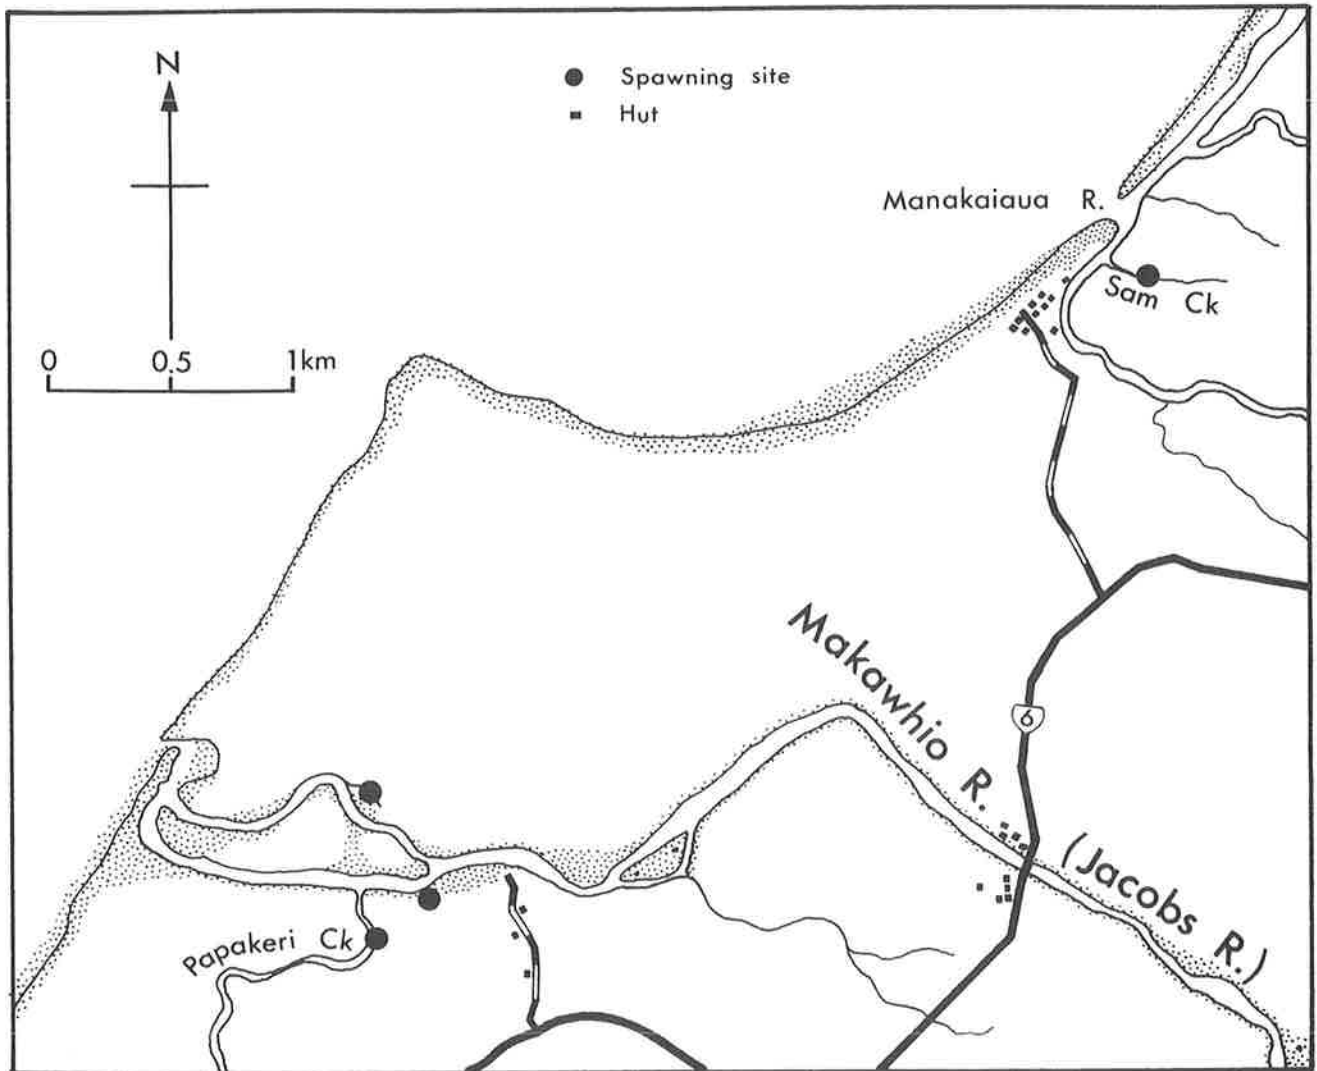 N
Spawning site
Hut
Manakaiaua R.
Sam Ck
0 0.5 1km
Makawhio R.
6
(Jacobs R.)
Papakeri Ck